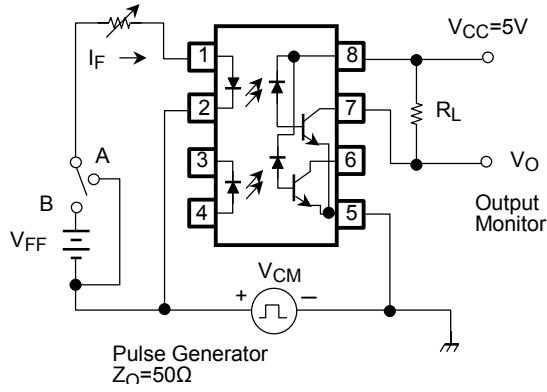 V_CC=5V
I_F
1
8
2
7
R_L
3
6
A
V_O
B
4
5
Output
Monitor
V_FF
V_CM
+
−
Pulse Generator
Z_O=50Ω